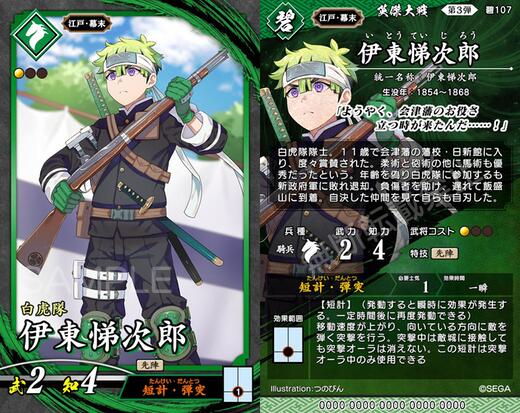 江戸・幕末
SAMPLE
白虎隊
伊東悌次郎
先陣
武2 知4
たんけい・だんとつ
短計・弾突
1
碧
江戸・幕末
英傑大戦
第3弾
碧107
いとうていじろう
伊東悌次郎
統一名称 伊東悌次郎
生没年 1854～1868
「ようやく、会津藩のお役に
立つ時が来たんだ……！」
白虎隊隊士。11歳で会津藩の藩校・日新館に入
り、度々賞賛された。柔術と砲術の他に馬術も優
秀だったという。年齢を偽り白虎隊に参加するも
新政府軍に敗れ退却。負傷者を助け、遅れて飯盛
山に到着。自決した仲間を見て自らも自刃した。
兵種 武力 知力 武将コスト
騎兵 2 4 特技 先陣
たんけい・だんとつ 必要士気 効果時間
短計・弾突 1 一瞬
効果範囲
【短計】（発動すると瞬時に効果が発生す
る。一定時間後に再度発動できる）
移動速度が上がり、向いている方向に敵を
弾く突撃を行う。突撃中は敵城に接触して
も突撃オーラは消えない。この短計は突撃
オーラ中のみ使用できる
Illustration:つのぴん
©SEGA
0000-0000-0000-0000-0000